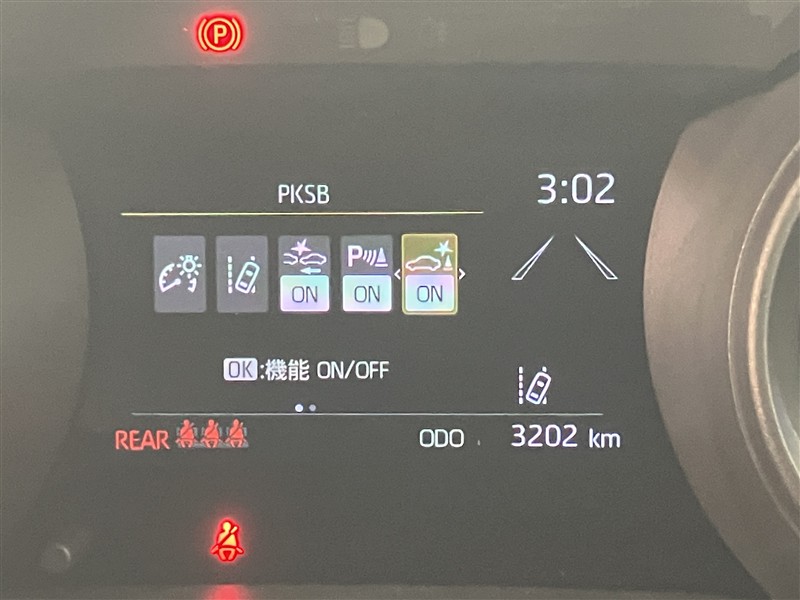 P
PKSB
3:02
P
ON ON ON
OK:機能 ON/OFF
REAR
ODO 3202 km